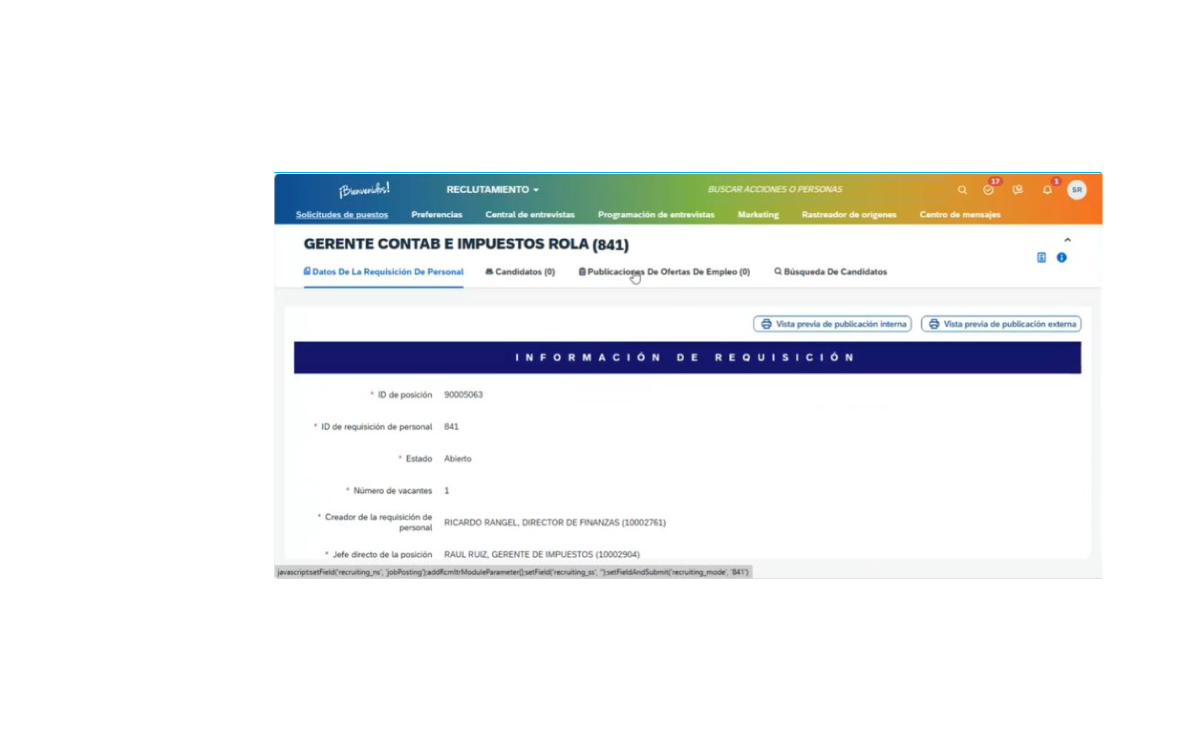 ¡Bienvenidos!
RECLUTAMIENTO
BUSCAR ACCIONES O PERSONAS
17
1
SR
Solicitudes de puestos
Preferencias
Central de entrevistas
Programación de entrevistas
Marketing
Rastreador de orígenes
Centro de mensajes
GERENTE CONTAB E IMPUESTOS ROLA (841)
Datos De La Requisición De Personal
Candidatos (0)
Publicaciones De Ofertas De Empleo (0)
Búsqueda De Candidatos
Vista previa de publicación interna
Vista previa de publicación externa
INFORMACIÓN DE REQUISICIÓN
* ID de posición 90005063
* ID de requisición de personal 841
* Estado Abierto
* Número de vacantes 1
* Creador de la requisición de
personal
RICARDO RANGEL, DIRECTOR DE FINANZAS (10002761)
* Jefe directo de la posición RAUL RUIZ, GERENTE DE IMPUESTOS (10002904)
javascript:setField('recruiting_ns', 'jobPosting');addRcmItrModuleParameter();setField('recruiting_ss', '');setFieldAndSubmit('recruiting_mode', '841')